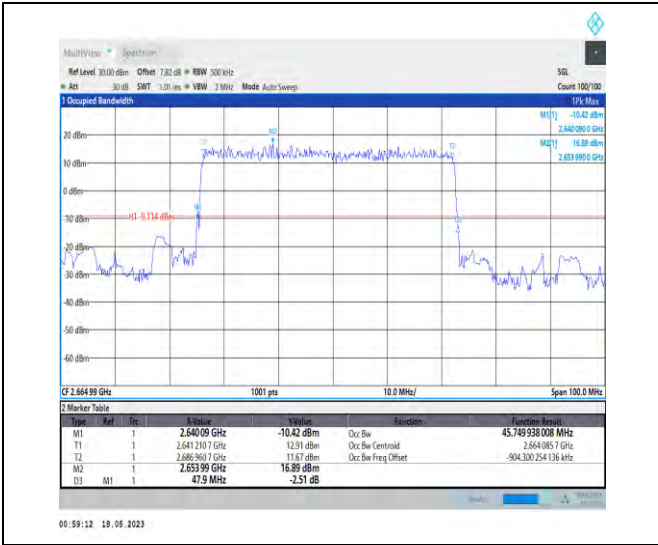 MultiView Spectrum
Ref Level 30.00 dBm Offset 7.82 dB RBW 500 kHz SGL
Att 30 dB SWT 1.01 ms VBW 2 MHz Mode Auto Sweep Count 100/100
1 Occupied Bandwidth 1Pk Max
M1[1] -10.42 dBm
2.640 090 0 GHz
M2[1] 16.89 dBm
2.653 990 0 GHz
20 dBm
M2
T1
T2
10 dBm
0 dBm
M1
-10 dBm
H1 -9.114 dBm
D3
-20 dBm
-30 dBm
-40 dBm
-50 dBm
-60 dBm
CF 2.664 99 GHz 1001 pts 10.0 MHz/ Span 100.0 MHz
2 Marker Table
Type Ref Trc X-Value Y-Value Function Function Result
M1 1 2.640 09 GHz -10.42 dBm Occ Bw 45.749 938 008 MHz
T1 1 2.641 210 7 GHz 12.91 dBm Occ Bw Centroid 2.664 085 7 GHz
T2 1 2.686 960 7 GHz 11.67 dBm Occ Bw Freq Offset -904.300 254 136 kHz
M2 1 2.653 99 GHz 16.89 dBm
D3 M1 1 47.9 MHz -2.51 dB
00:59:12 18.05.2023